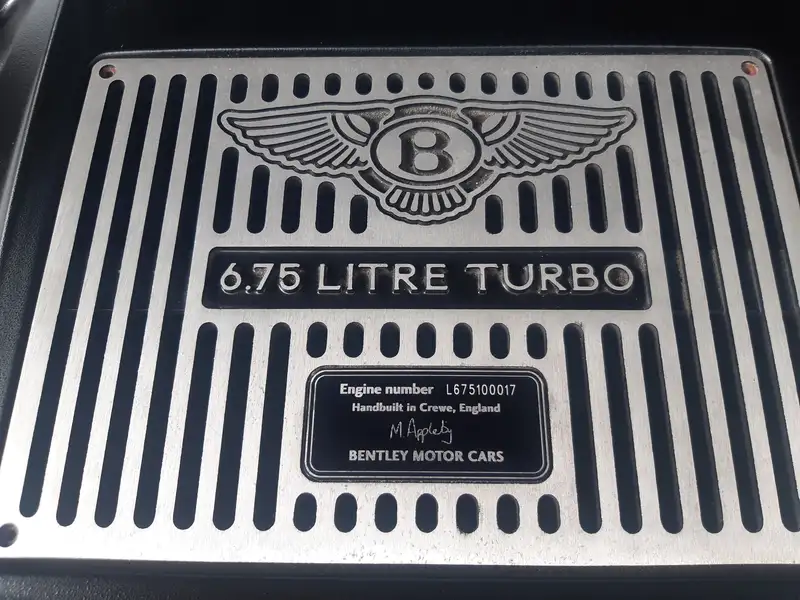 B
6.75 LITRE TURBO
Engine number L675100017
Handbuilt in Crewe, England
M Appleby
BENTLEY MOTOR CARS